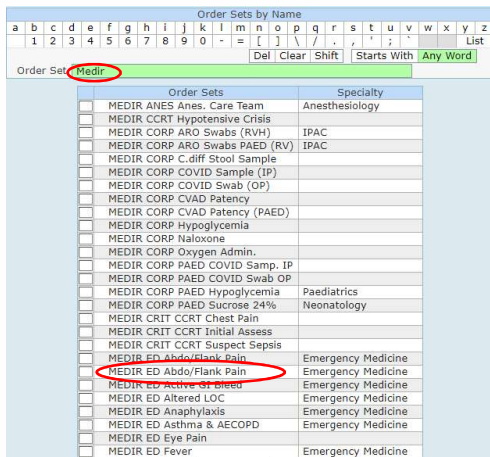 Order Sets by Name
a b c d e f g h i j k l m n o p q r s t u v w x y z
1 2 3 4 5 6 7 8 9 0 - = [ ] \ / . , ' ; ` List
Del Clear Shift Starts With Any Word
Order Set Medir
Order Sets Specialty
MEDIR ANES Anes. Care Team Anesthesiology
MEDIR CCRT Hypotensive Crisis
MEDIR CORP ARO Swabs (RVH) IPAC
MEDIR CORP ARO Swabs PAED (RV) IPAC
MEDIR CORP C.diff Stool Sample
MEDIR CORP COVID Sample (IP)
MEDIR CORP COVID Swab (OP)
MEDIR CORP CVAD Patency
MEDIR CORP CVAD Patency (PAED)
MEDIR CORP Hypoglycemia
MEDIR CORP Naloxone
MEDIR CORP Oxygen Admin.
MEDIR CORP PAED COVID Samp. IP
MEDIR CORP PAED COVID Swab OP
MEDIR CORP PAED Hypoglycemia Paediatrics
MEDIR CORP PAED Sucrose 24% Neonatology
MEDIR CRIT CCRT Chest Pain
MEDIR CRIT CCRT Initial Assess
MEDIR CRIT CCRT Suspect Sepsis
MEDIR ED Abdo/Flank Pain Emergency Medicine
MEDIR ED Abdo/Flank Pain Emergency Medicine
MEDIR ED Active GI Bleed Emergency Medicine
MEDIR ED Altered LOC Emergency Medicine
MEDIR ED Anaphylaxis Emergency Medicine
MEDIR ED Asthma & AECOPD Emergency Medicine
MEDIR ED Eye Pain
MEDIR ED Fever Emergency Medicine